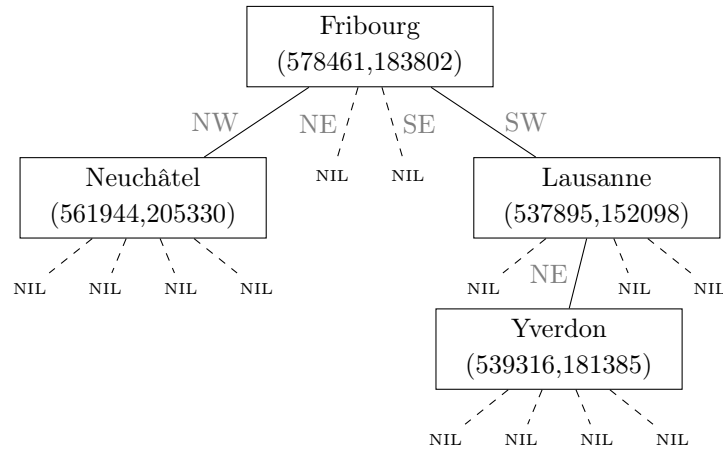 Fribourg
(578461,183802)
NW
NE
SE
SW
NIL
NIL
Neuchâtel
(561944,205330)
Lausanne
(537895,152098)
NIL
NIL
NIL
NIL
NIL
NE
NIL
NIL
Yverdon
(539316,181385)
NIL
NIL
NIL
NIL